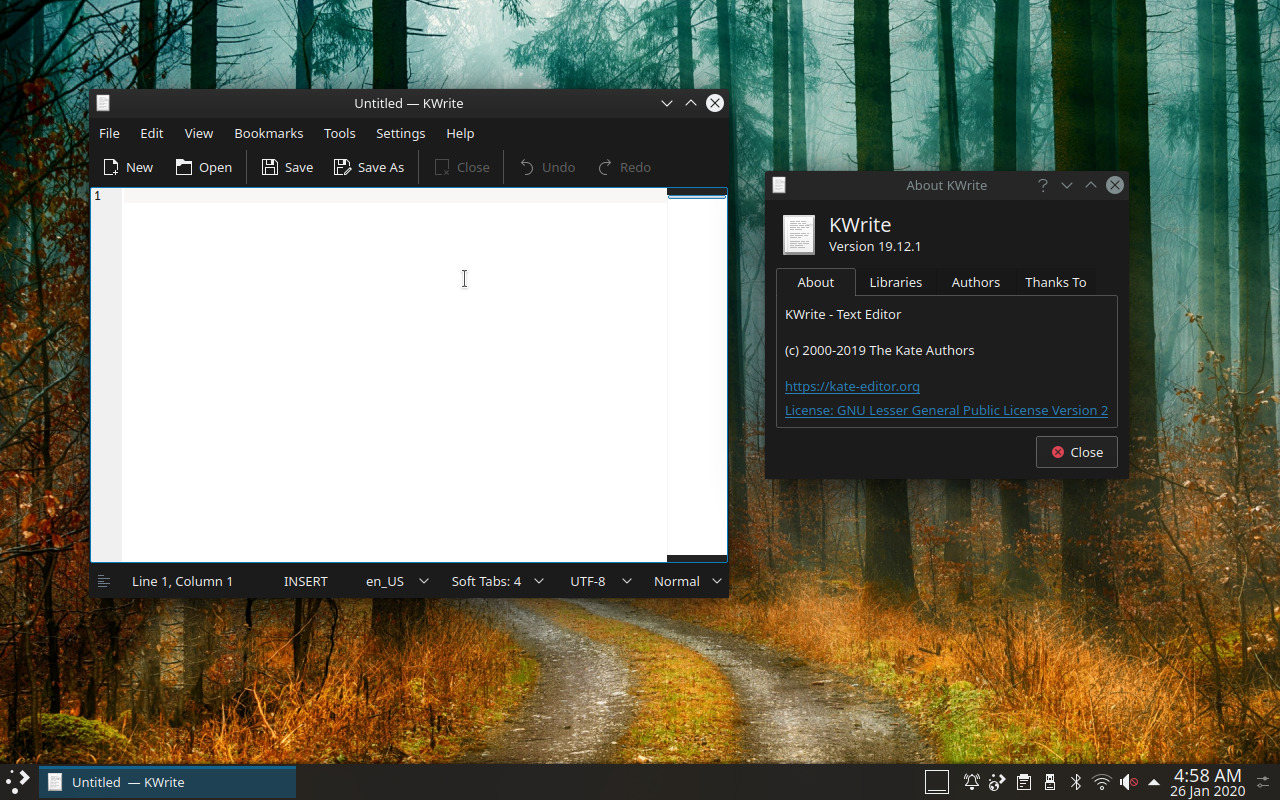 Untitled — KWrite
File Edit View Bookmarks Tools Settings Help
New Open Save Save As Close Undo Redo
1
Line 1, Column 1 INSERT en_US Soft Tabs: 4 UTF-8 Normal
About KWrite
KWrite
Version 19.12.1
About Libraries Authors Thanks To
KWrite - Text Editor
(c) 2000-2019 The Kate Authors
https://kate-editor.org
License: GNU Lesser General Public License Version 2
Close
Untitled — KWrite
4:58 AM
26 Jan 2020